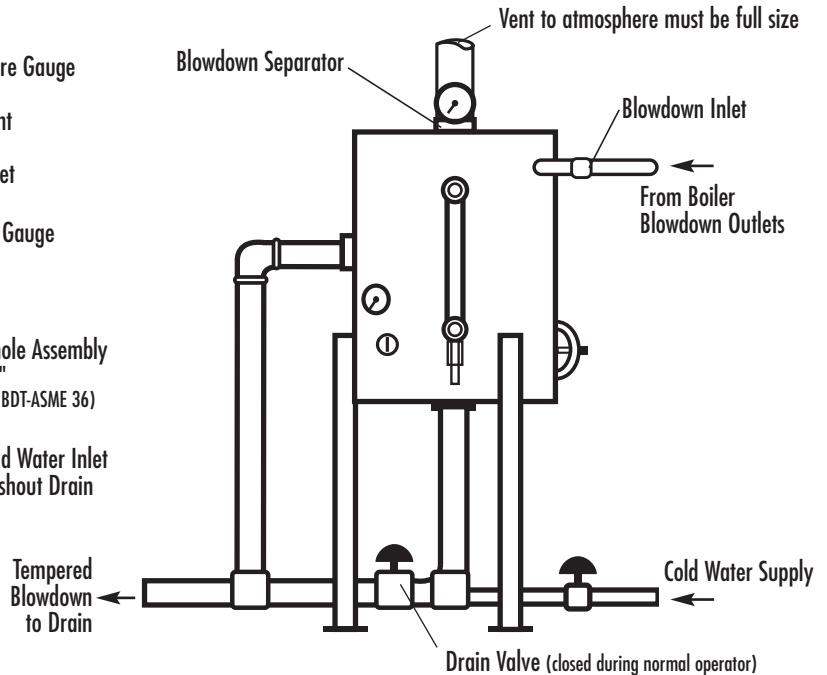 Vent to atmosphere must be full size
re Gauge
Blowdown Separator
Blowdown Inlet
nt
et
From Boiler
Blowdown Outlets
Gauge
ole Assembly
"
BDT-ASME 36)
d Water Inlet
shout Drain
Tempered
Blowdown
to Drain
Cold Water Supply
Drain Valve (closed during normal operator)